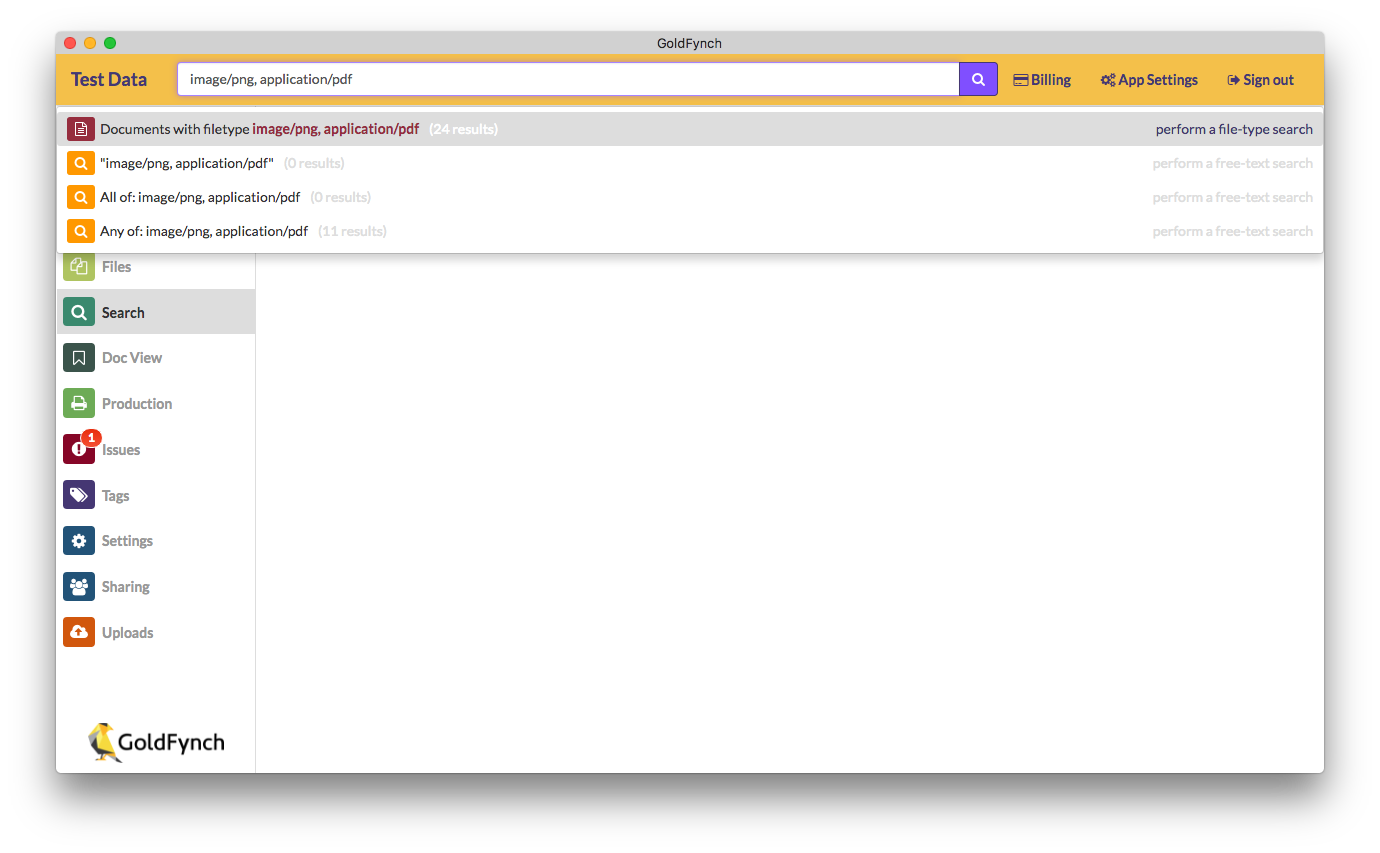 GoldFynch
Test Data
image/png, application/pdf
Billing
App Settings
Sign out
Documents with filetype image/png, application/pdf (24 results) perform a file-type search
"image/png, application/pdf" (0 results) perform a free-text search
All of: image/png, application/pdf (0 results) perform a free-text search
Any of: image/png, application/pdf (11 results) perform a free-text search
Files
Search
Doc View
Production
1
Issues
Tags
Settings
Sharing
Uploads
GoldFynch